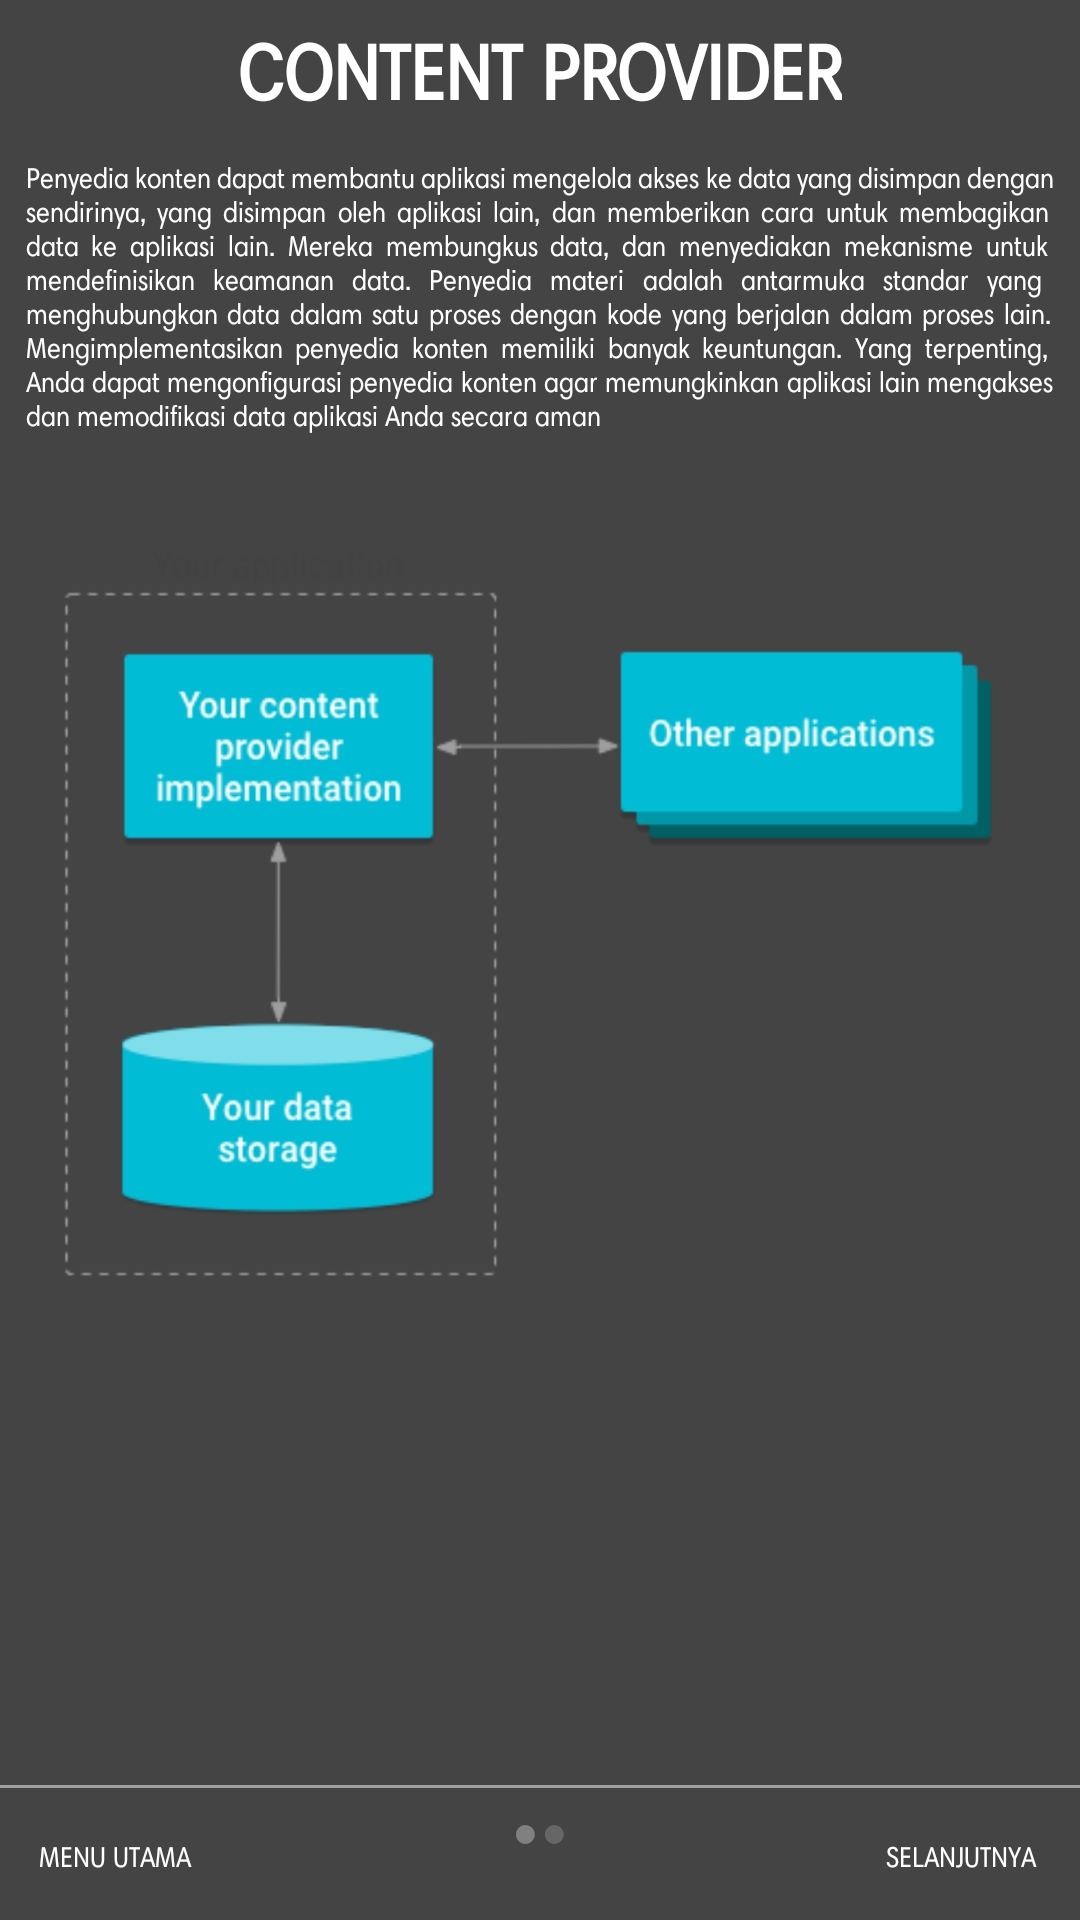 CONTENT PROVIDER
Penyedia konten dapat membantu aplikasi mengelola akses ke data yang disimpan dengan
sendirinya, yang disimpan oleh aplikasi lain, dan memberikan cara untuk membagikan
data ke aplikasi lain. Mereka membungkus data, dan menyediakan mekanisme untuk
mendefinisikan keamanan data. Penyedia materi adalah antarmuka standar yang
menghubungkan data dalam satu proses dengan kode yang berjalan dalam proses lain.
Mengimplementasikan penyedia konten memiliki banyak keuntungan. Yang terpenting,
Anda dapat mengonfigurasi penyedia konten agar memungkinkan aplikasi lain mengakses
dan memodifikasi data aplikasi Anda secara aman
Your application
Your content
provider
implementation
Other applications
Your data
storage
MENU UTAMA
SELANJUTNYA